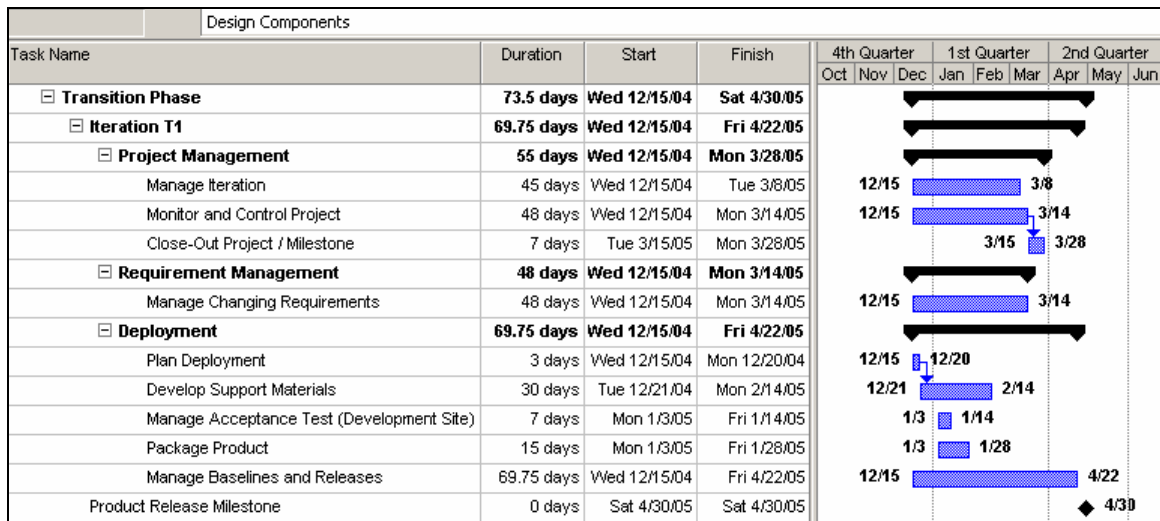 Design Components
Task Name Duration Start Finish 4th Quarter 1st Quarter 2nd Quarter
Oct Nov Dec Jan Feb Mar Apr May Jun
Transition Phase 73.5 days Wed 12/15/04 Sat 4/30/05
Iteration T1 69.75 days Wed 12/15/04 Fri 4/22/05
Project Management 55 days Wed 12/15/04 Mon 3/28/05
Manage Iteration 45 days Wed 12/15/04 Tue 3/8/05 12/15 3/8
Monitor and Control Project 48 days Wed 12/15/04 Mon 3/14/05 12/15 3/14
Close-Out Project / Milestone 7 days Tue 3/15/05 Mon 3/28/05 3/15 3/28
Requirement Management 48 days Wed 12/15/04 Mon 3/14/05
Manage Changing Requirements 48 days Wed 12/15/04 Mon 3/14/05 12/15 3/14
Deployment 69.75 days Wed 12/15/04 Fri 4/22/05
Plan Deployment 3 days Wed 12/15/04 Mon 12/20/04 12/15 12/20
Develop Support Materials 30 days Tue 12/21/04 Mon 2/14/05 12/21 2/14
Manage Acceptance Test (Development Site) 7 days Mon 1/3/05 Fri 1/14/05 1/3 1/14
Package Product 15 days Mon 1/3/05 Fri 1/28/05 1/3 1/28
Manage Baselines and Releases 69.75 days Wed 12/15/04 Fri 4/22/05 12/15 4/22
Product Release Milestone 0 days Sat 4/30/05 Sat 4/30/05 4/30